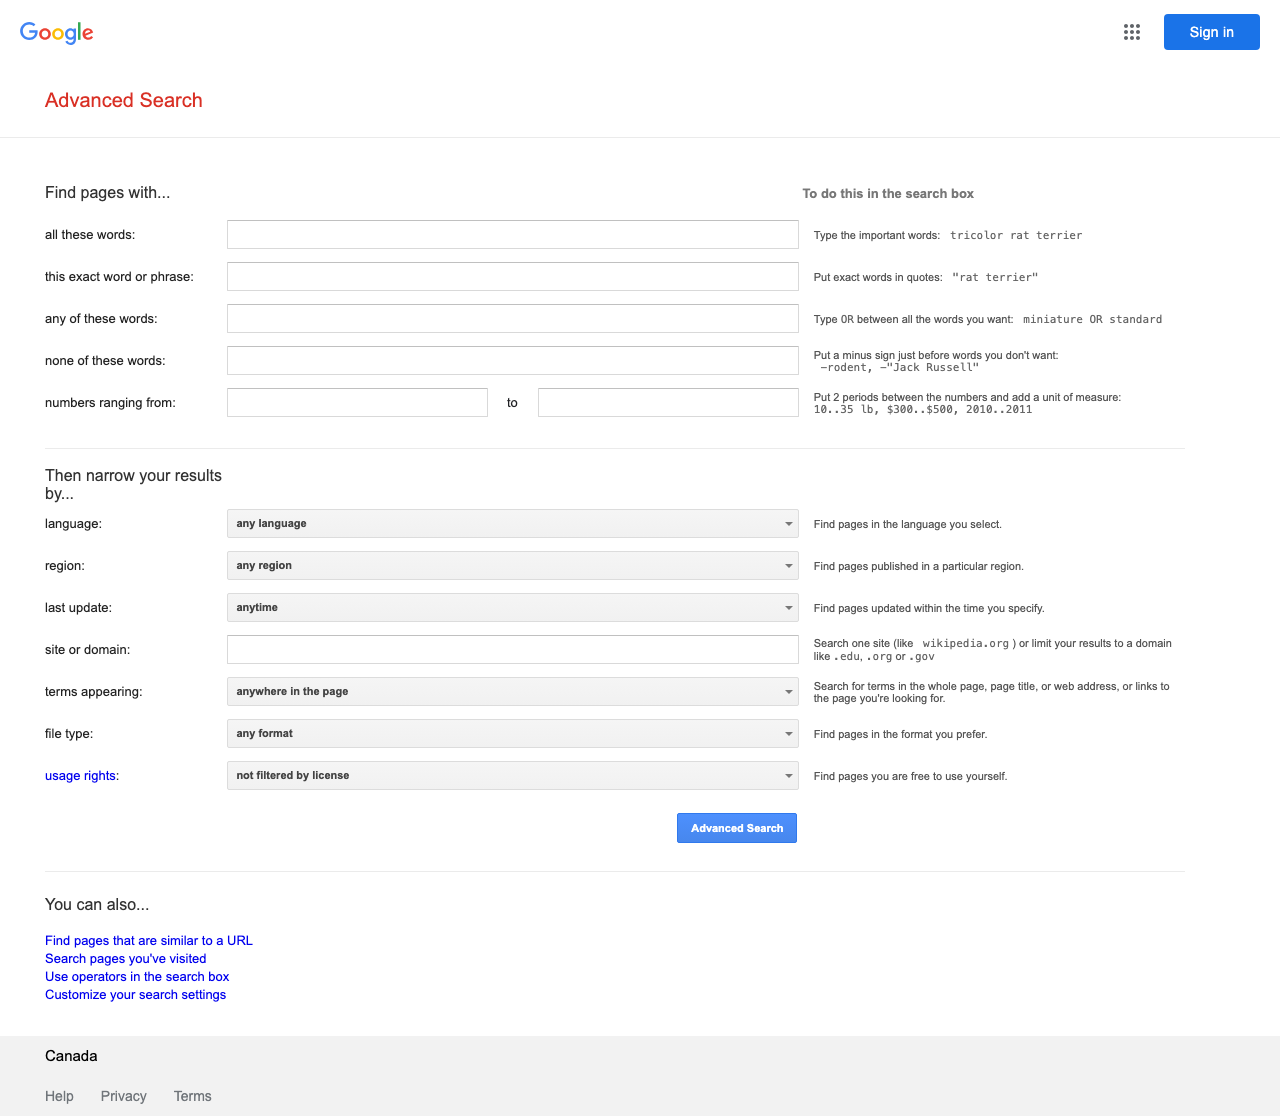 Google
Sign in
Advanced Search
Find pages with...
To do this in the search box
all these words:
Type the important words: tricolor rat terrier
this exact word or phrase:
Put exact words in quotes: "rat terrier"
any of these words:
Type OR between all the words you want: miniature OR standard
none of these words:
Put a minus sign just before words you don't want:
-rodent, -"Jack Russell"
numbers ranging from:
to
Put 2 periods between the numbers and add a unit of measure:
10..35 lb, $300..$500, 2010..2011
Then narrow your results
by...
language:
any language
Find pages in the language you select.
region:
any region
Find pages published in a particular region.
last update:
anytime
Find pages updated within the time you specify.
site or domain:
Search one site (like wikipedia.org ) or limit your results to a domain
like .edu, .org or .gov
terms appearing:
anywhere in the page
Search for terms in the whole page, page title, or web address, or links to
the page you're looking for.
file type:
any format
Find pages in the format you prefer.
usage rights:
not filtered by license
Find pages you are free to use yourself.
Advanced Search
You can also...
Find pages that are similar to a URL
Search pages you've visited
Use operators in the search box
Customize your search settings
Canada
Help Privacy Terms